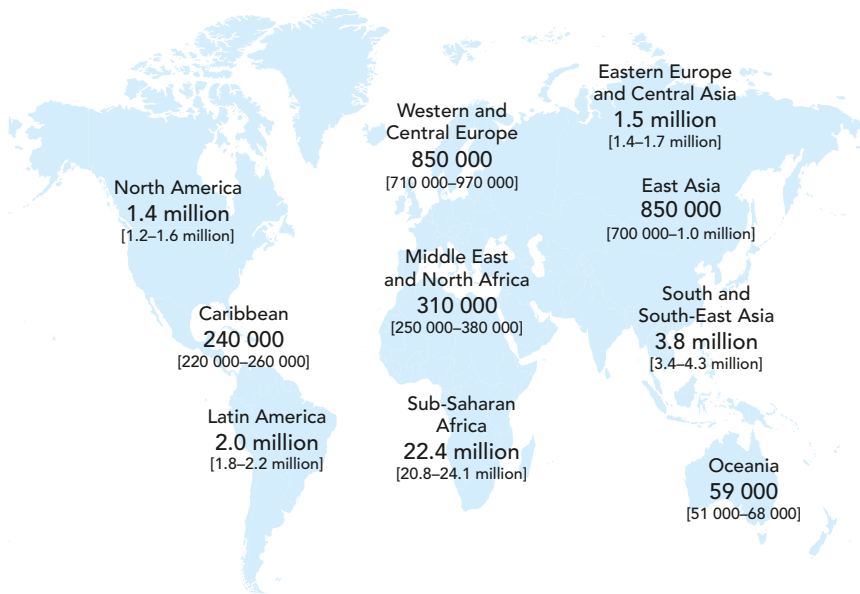 Eastern Europe
and Central Asia
1.5 million
[1.4–1.7 million]
Western and
Central Europe
850 000
[710 000–970 000]
North America
1.4 million
[1.2–1.6 million]
East Asia
850 000
[700 000–1.0 million]
Middle East
and North Africa
310 000
[250 000–380 000]
South and
South-East Asia
3.8 million
[3.4–4.3 million]
Caribbean
240 000
[220 000–260 000]
Sub-Saharan
Africa
22.4 million
[20.8–24.1 million]
Latin America
2.0 million
[1.8–2.2 million]
Oceania
59 000
[51 000–68 000]